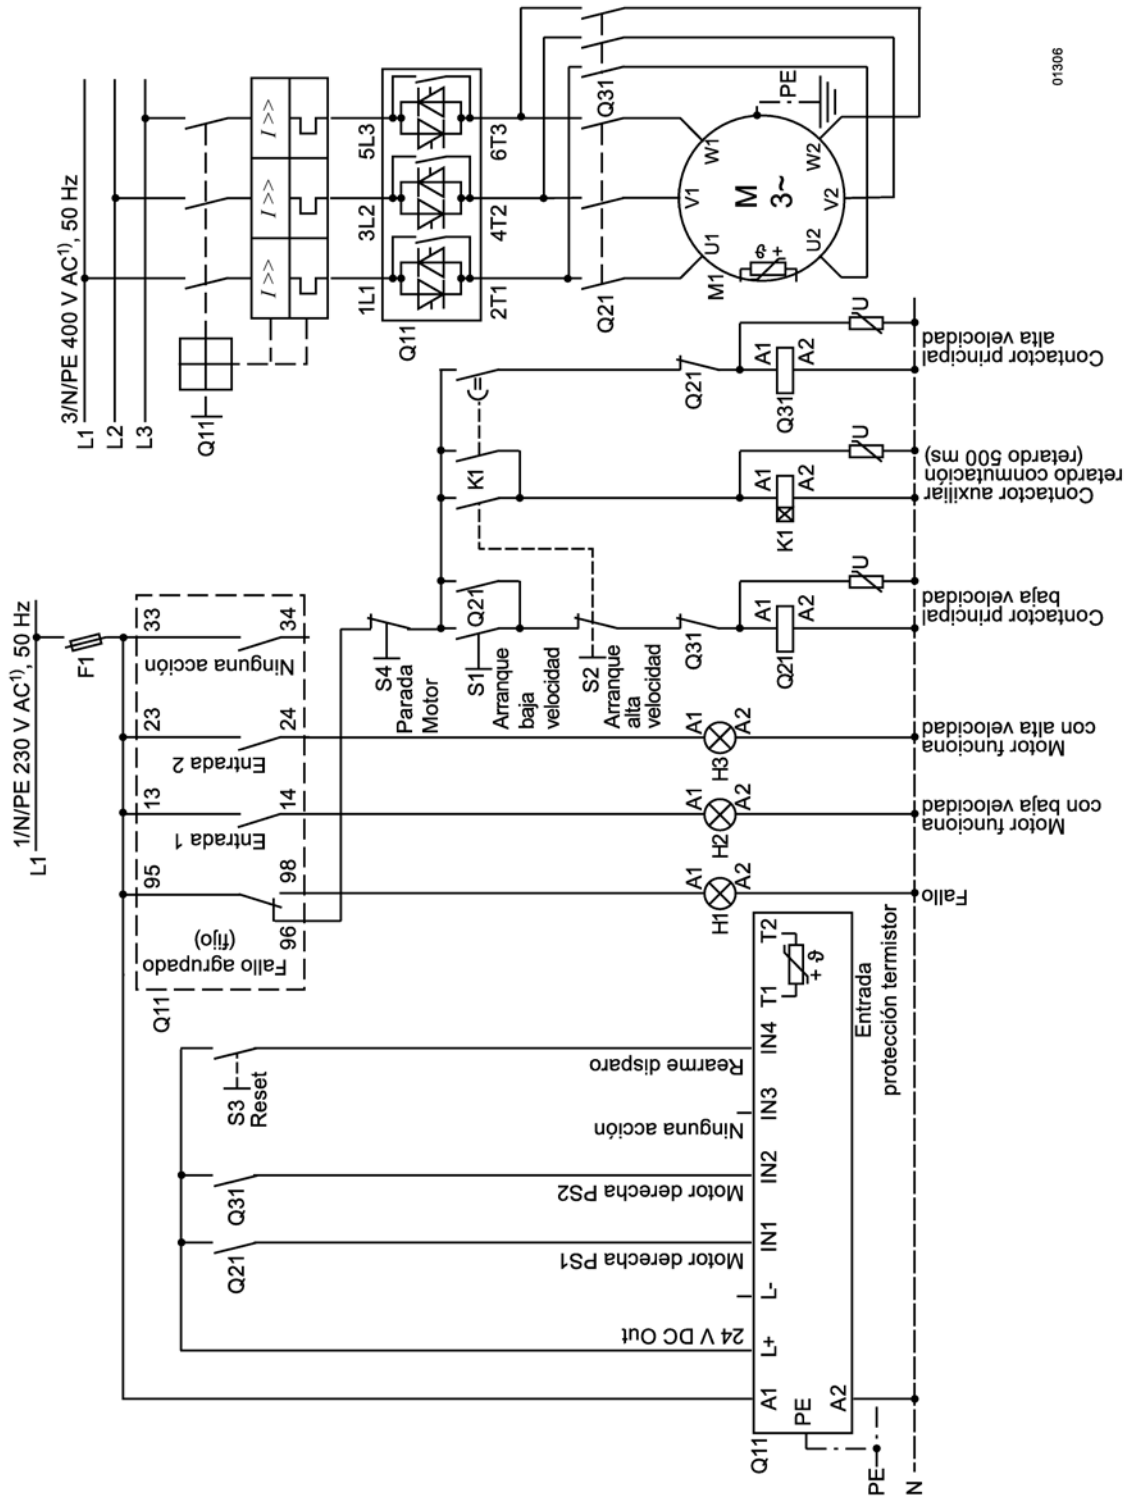 3/N/PE 400 V AC¹⁾, 50 Hz
L1
L2
L3
Q11
I >>
I >>
I >>
1L1
3L2
5L3
Q11
2T1
4T2
6T3
Q21
Q31
M1
U1
V1
W1
M
3~
U2
V2
W2
PE
+ ϑ
01306
1/N/PE 230 V AC¹⁾, 50 Hz
L1
F1
Q11
95
13
23
33
Fallo agrupado
(fijo)
Entrada 1
Entrada 2
Ninguna acción
96
98
14
24
34
S4
Parada
Motor
S1
Arranque
baja
velocidad
Q21
S2
Arranque
alta
velocidad
K1
Q31
Q21
H1
A1
A2
H2
A1
A2
H3
A1
A2
Q21
A1
A2
U
K1
A1
A2
U
Q31
A1
A2
U
Fallo
Motor funciona
con baja velocidad
Motor funciona
con alta velocidad
Contactor principal
baja velocidad
Contactor auxiliar
retardo conmutación
(retardo 500 ms)
Contactor principal
alta velocidad
Q21
Q31
S3
Reset
24 V DC Out
Motor derecha PS1
Motor derecha PS2
Ninguna acción
Rearme disparo
Q11
A1
L+
L-
IN1
IN2
IN3
IN4
T1
T2
PE
A2
+ ϑ
Entrada
protección termistor
PE
N